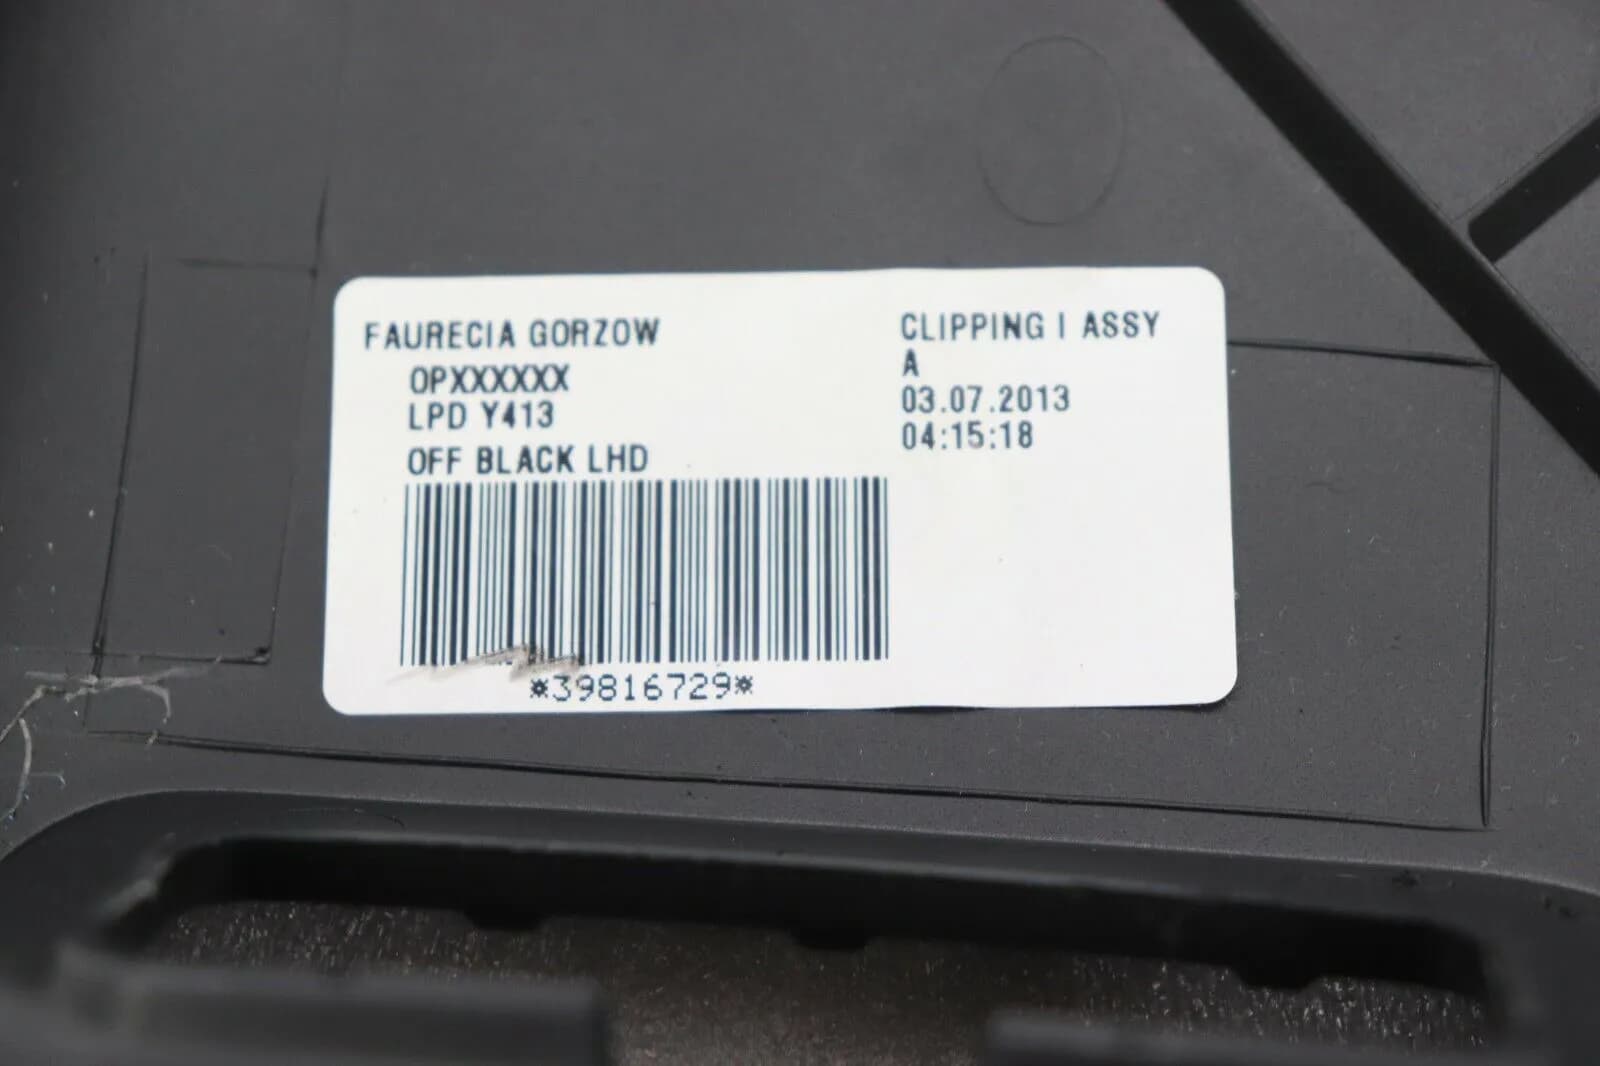 FAURECIA GORZOW
OPXXXXXX
LPD Y413
OFF BLACK LHD
*39816729*
CLIPPING I ASSY
A
03.07.2013
04:15:18